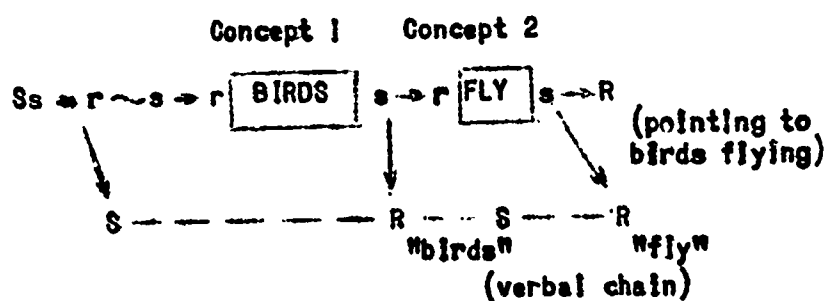 Concept 1 Concept 2
Ss → r ~ s → r BIRDS s → r FLY s → R
(pointing to
birds flying)
S — — — — R — — S — — R
"birds" "fly"
(verbal chain)